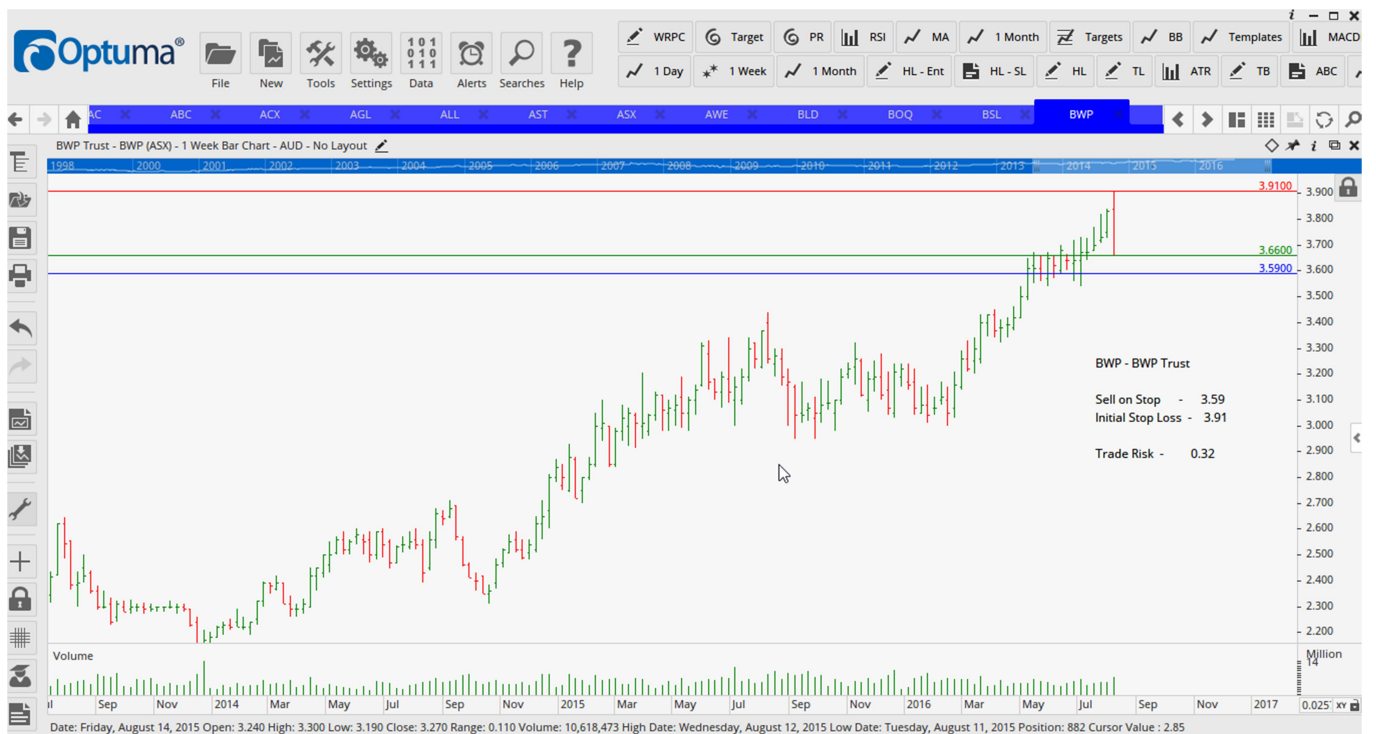 i
Optuma®
File New Tools Settings Data Alerts Searches Help
WRPC Target PR RSI MA 1 Month Targets BB Templates MACD
1 Day 1 Week 1 Month HL - Ent HL - SL HL TL ATR TB ABC
AC ABC ACX AGL ALL AST ASX AWE BLD BOQ BSL BWP
BWP Trust - BWP (ASX) - 1 Week Bar Chart - AUD - No Layout
1998 2000 2001 2002 2003 2004 2005 2006 2007 2008 2009 2010 2011 2012 2013 2014 2015 2016
3.9100
3.900
3.800
3.700
3.6600
3.5900
3.600
3.500
3.400
3.300
BWP - BWP Trust
3.200
Sell on Stop - 3.59
3.100
Initial Stop Loss - 3.91
3.000
Trade Risk - 0.32
2.900
2.800
2.700
2.600
2.500
2.400
2.300
2.200
Volume
Million
14
Sep Nov 2014 Mar May Jul Sep Nov 2015 Mar May Jul Sep Nov 2016 Mar May Jul Sep Nov 2017 0.025 XY
Date: Friday, August 14, 2015 Open: 3.240 High: 3.300 Low: 3.190 Close: 3.270 Range: 0.110 Volume: 10,618,473 High Date: Wednesday, August 12, 2015 Low Date: Tuesday, August 11, 2015 Position: 882 Cursor Value : 2.85